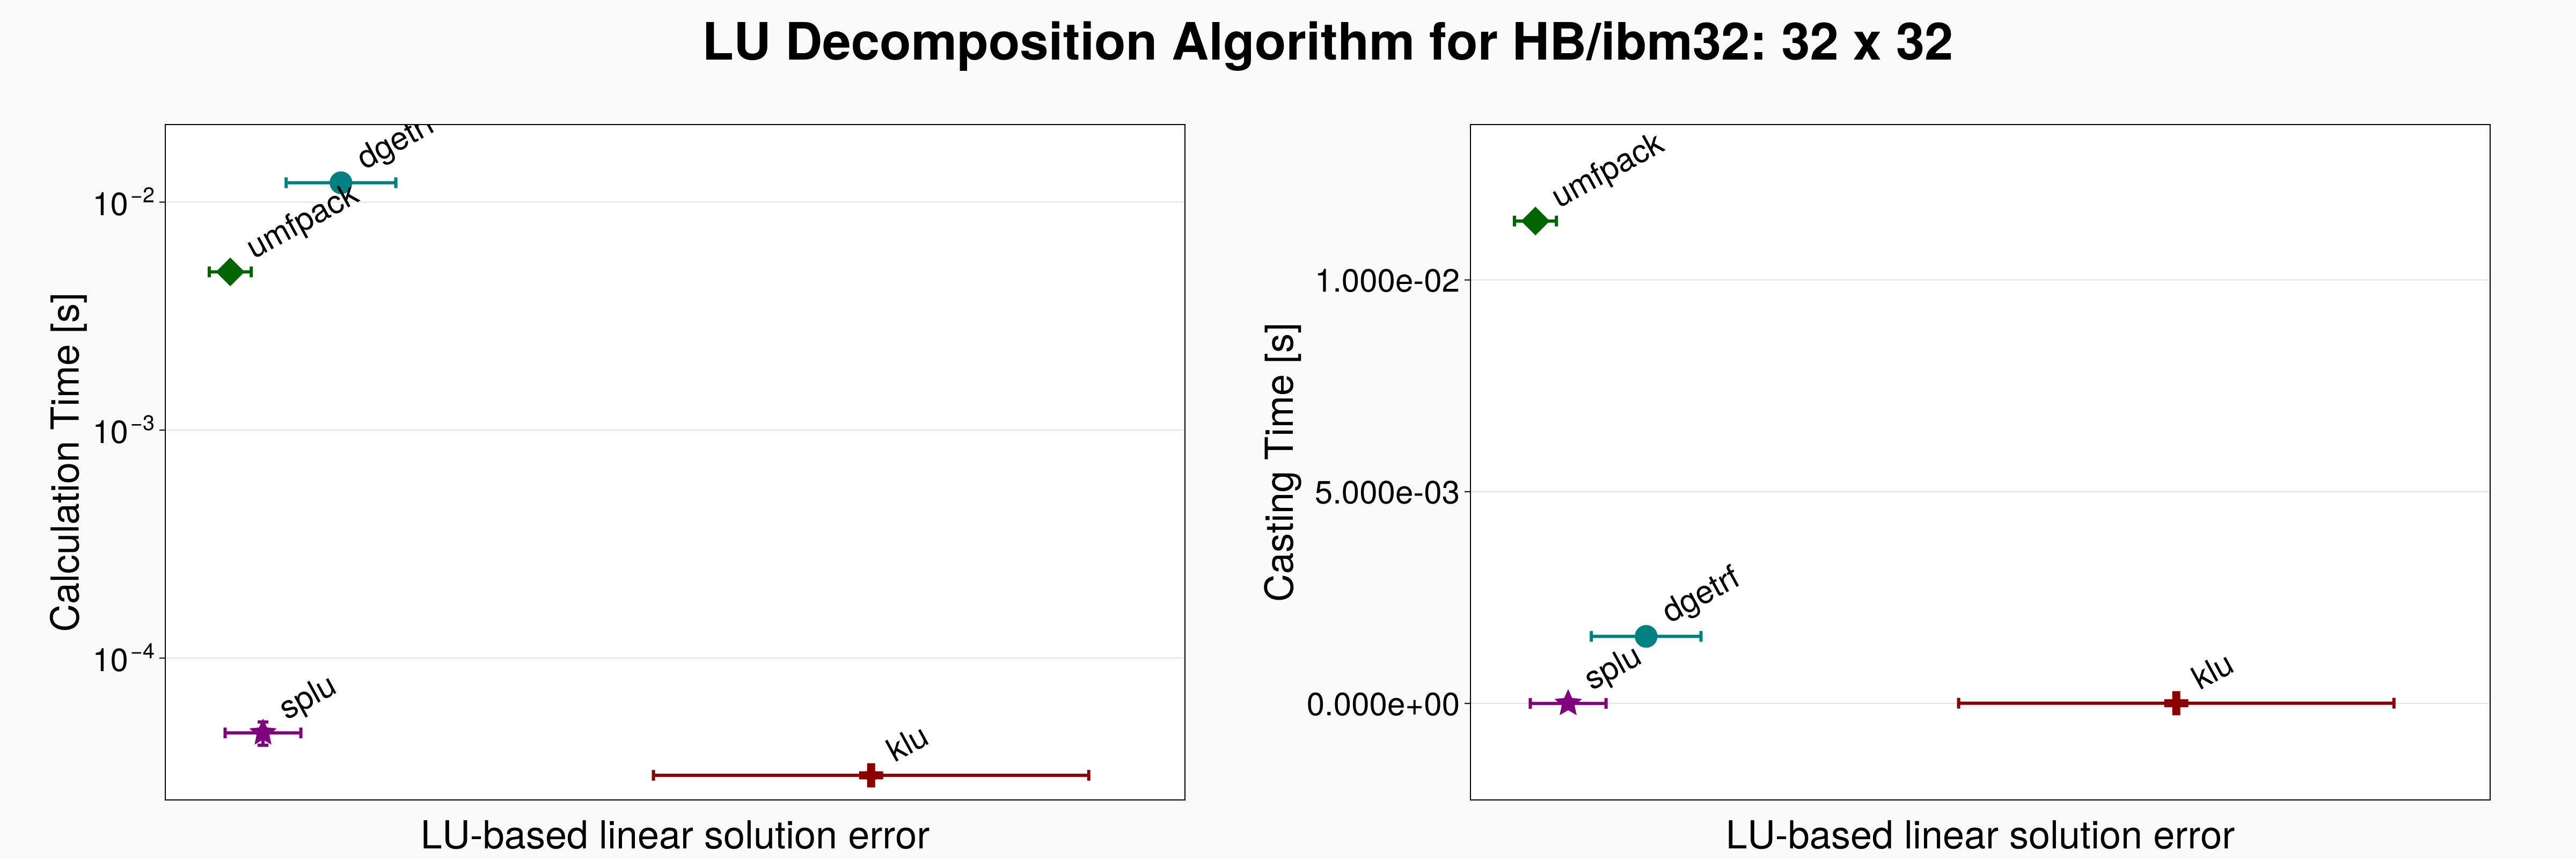 LU Decomposition Algorithm for HB/ibm32: 32 x 32
Calculation Time [s]
10⁻²
10⁻³
10⁻⁴
umfpack
splu
klu
LU-based linear solution error
Casting Time [s]
1.000e-02
5.000e-03
0.000e+00
umfpack
dgetrf
splu
klu
LU-based linear solution error